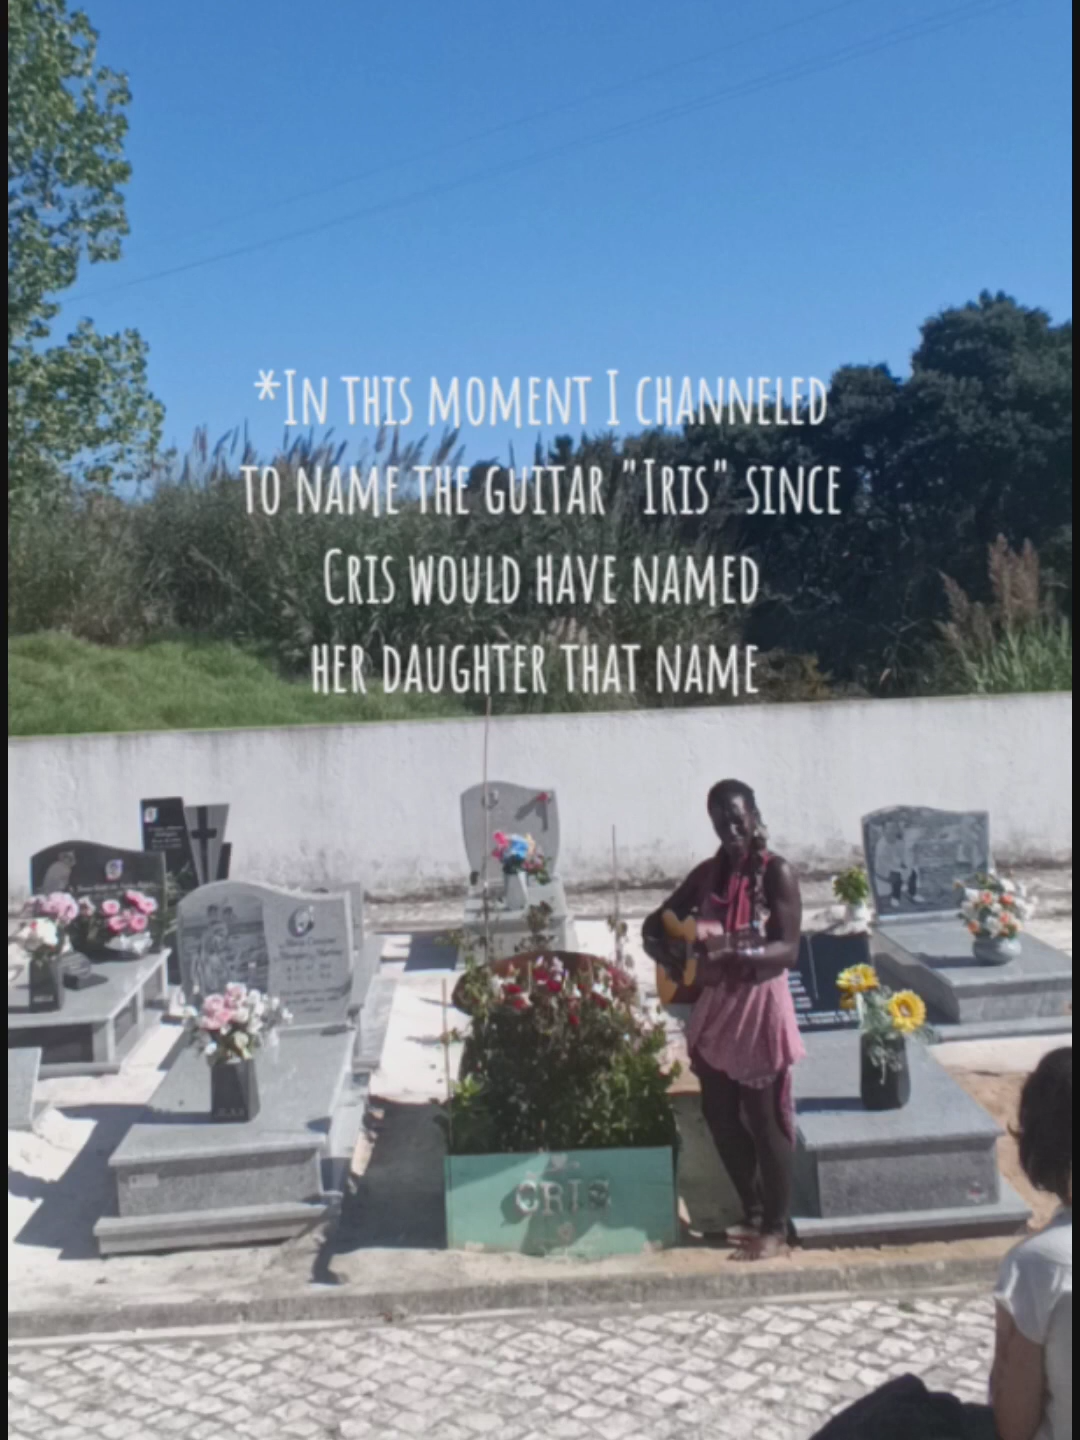 *In this moment I channeled
to name the guitar "Iris" since
Cris would have named
her daughter that name
CRIS